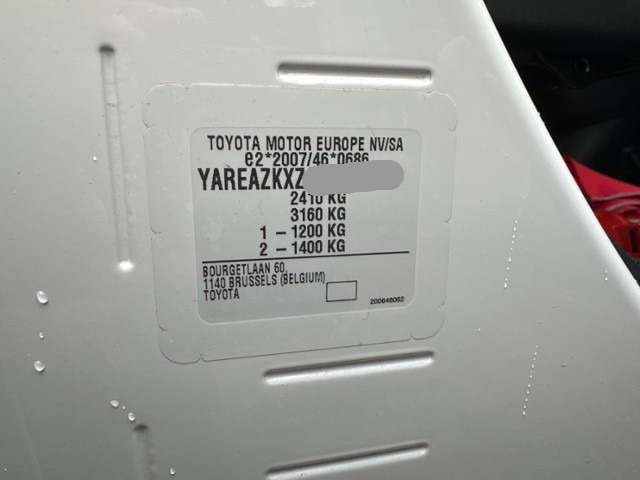 TOYOTA MOTOR EUROPE NV/SA
e2*2007/46*0686
YAREAZKXZ
2410 KG
3160 KG
1 - 1200 KG
2 - 1400 KG
BOURGETLAAN 60,
1140 BRUSSELS (BELGIUM)
TOYOTA
200646062